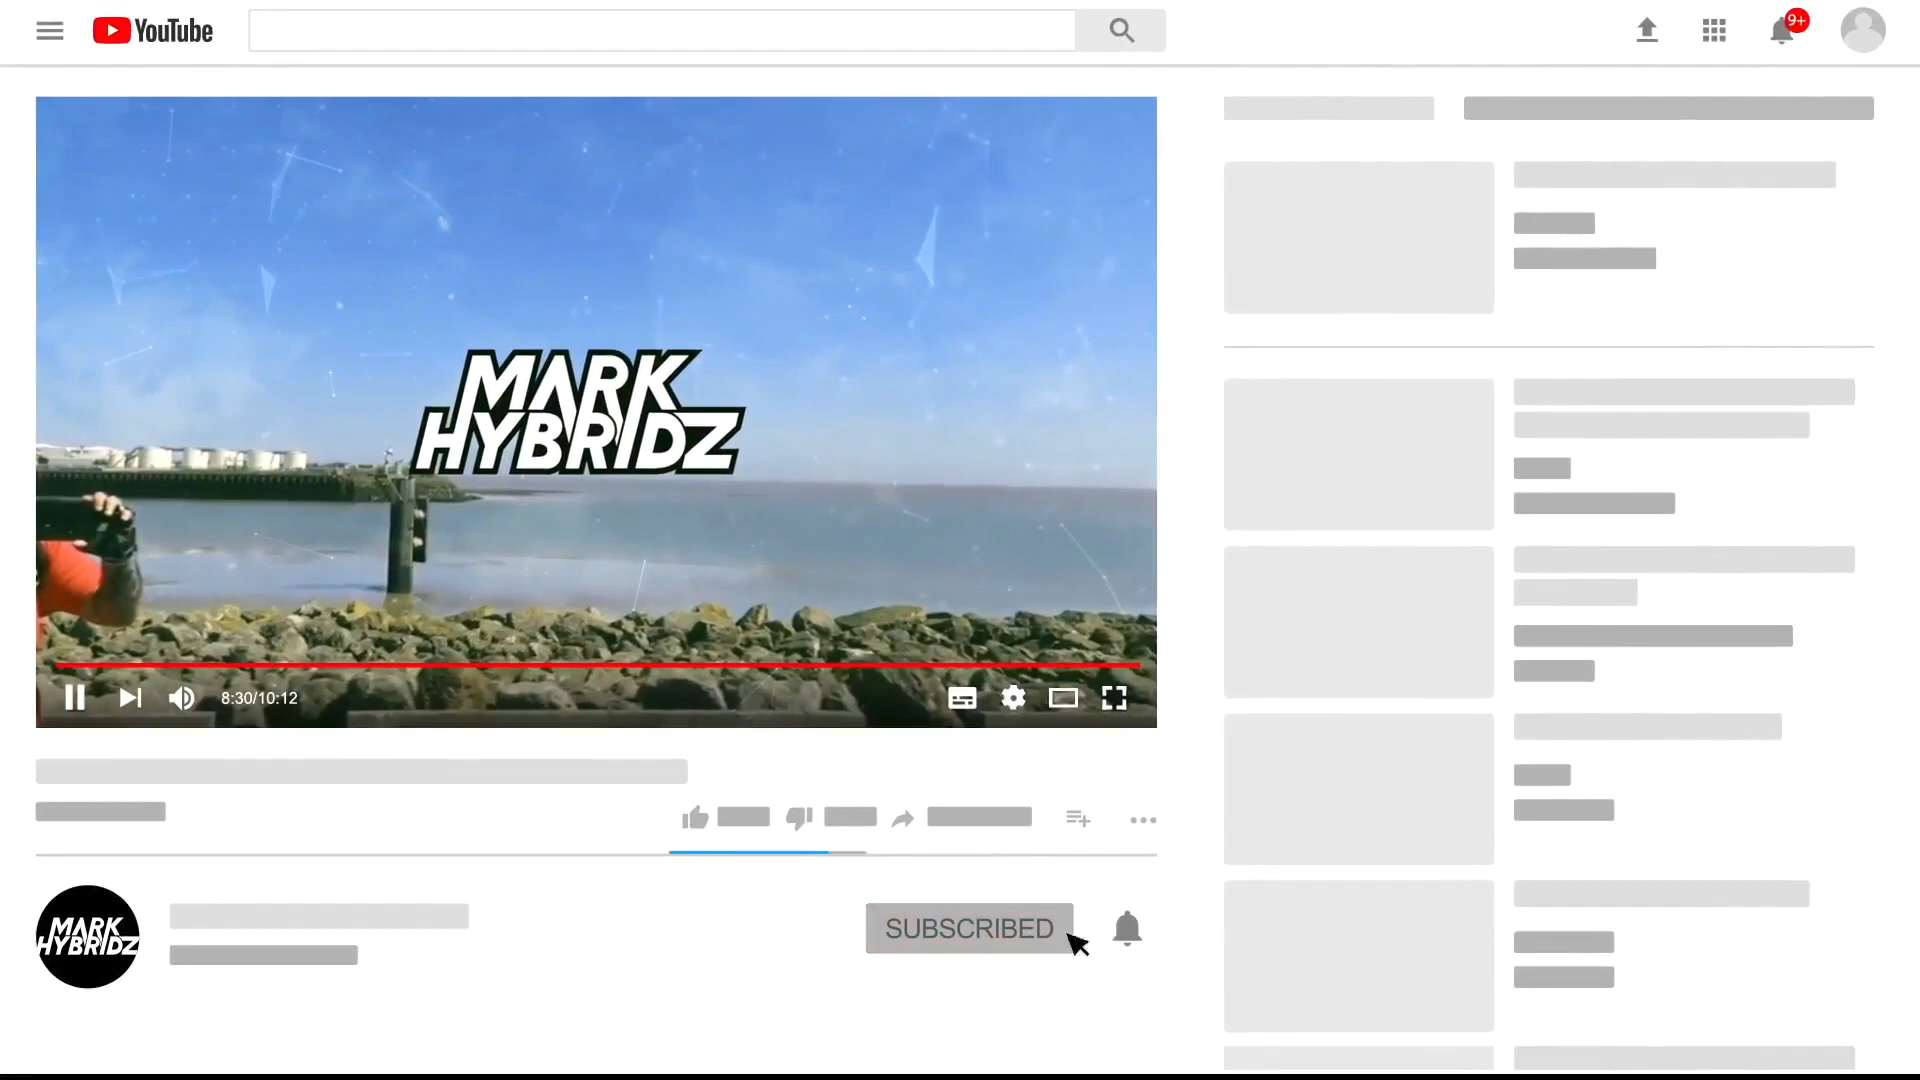 YouTube
9+
MARK
HYBRIDZ
8:30/10:12
MARK
HYBRIDZ
SUBSCRIBED